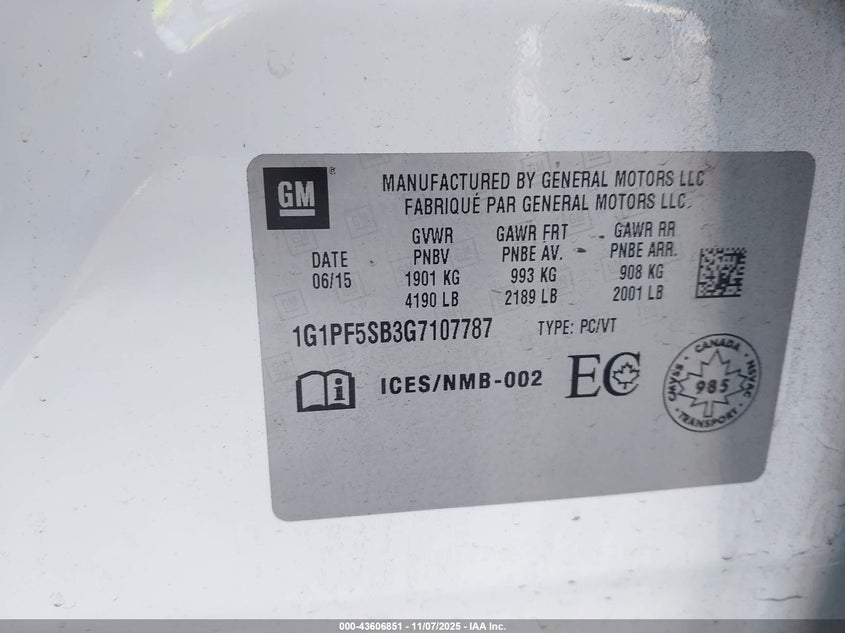 GM
MANUFACTURED BY GENERAL MOTORS LLC
FABRIQUÉ PAR GENERAL MOTORS LLC.
DATE
06/15
GVWR
PNBV
1901 KG
4190 LB
GAWR FRT
PNBE AV.
993 KG
2189 LB
GAWR RR
PNBE ARR.
908 KG
2001 LB
1G1PF5SB3G7107787 TYPE: PC/VT
ICES/NMB-002
EC
CANADA
CMVSS
NSVAC
985
TRANSPORT
000-43606851 - 11/07/2025 - IAA Inc.